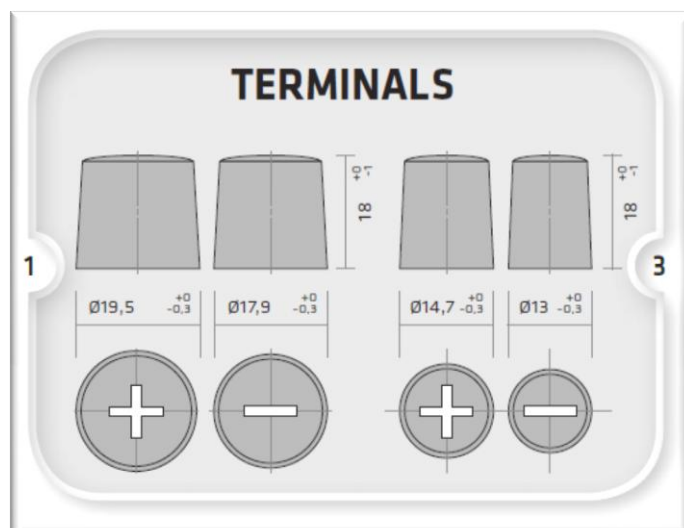 TERMINALS
18 +0 -1
18 +0 -1
1
3
Ø19,5 +0 -0,3
Ø17,9 +0 -0,3
Ø14,7 +0 -0,3
Ø13 +0 -0,3
+
−
+
−